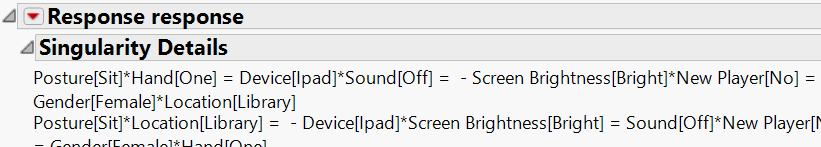 Response response
Singularity Details
Posture[Sit]*Hand[One] = Device[Ipad]*Sound[Off] =  - Screen Brightness[Bright]*New Player[No] =
Gender[Female]*Location[Library]
Posture[Sit]*Location[Library] =  - Device[Ipad]*Screen Brightness[Bright] = Sound[Off]*New
= Gender[Female]*Hand[One]